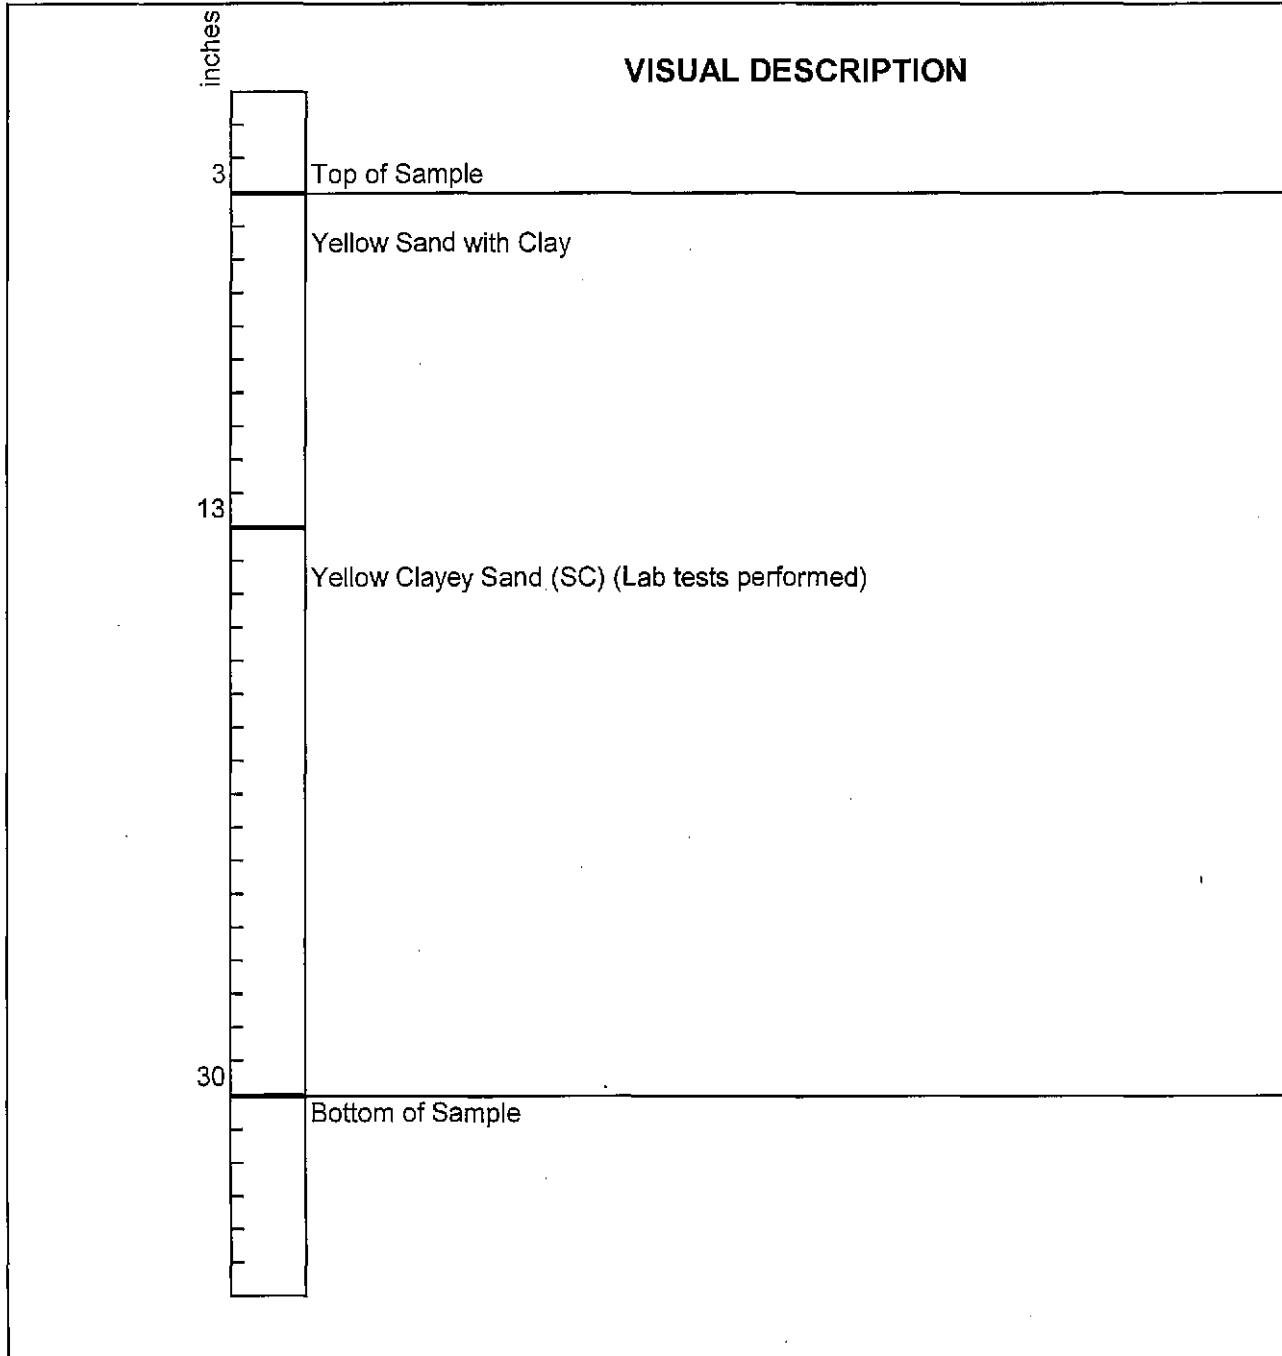 inches
VISUAL DESCRIPTION
3 Top of Sample
Yellow Sand with Clay
13
Yellow Clayey Sand (SC) (Lab tests performed)
30
Bottom of Sample